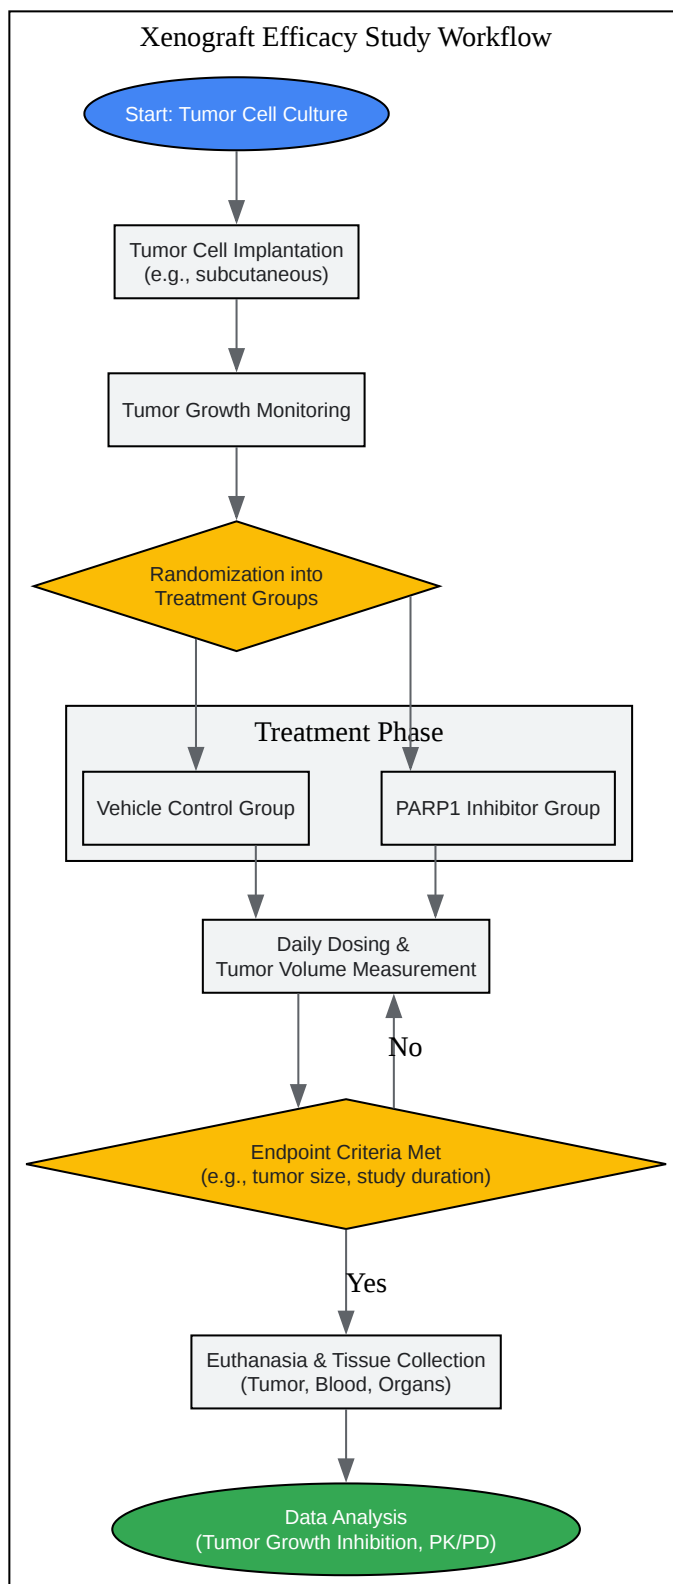 Xenograft Efficacy Study Workflow
Start: Tumor Cell Culture
Tumor Cell Implantation
(e.g., subcutaneous)
Tumor Growth Monitoring
Randomization into
Treatment Groups
Treatment Phase
Vehicle Control Group
PARP1 Inhibitor Group
Daily Dosing &
Tumor Volume Measurement
No
Endpoint Criteria Met
(e.g., tumor size, study duration)
Yes
Euthanasia & Tissue Collection
(Tumor, Blood, Organs)
Data Analysis
(Tumor Growth Inhibition, PK/PD)